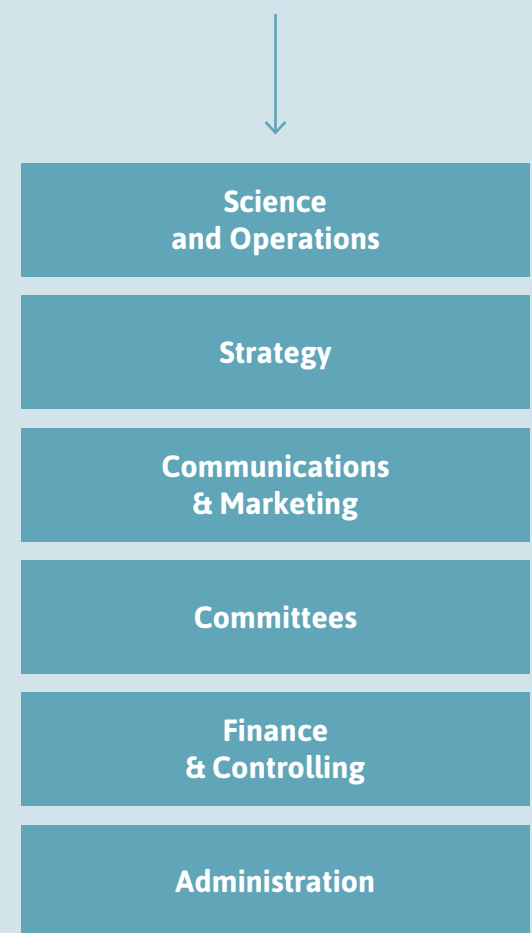 Science
and Operations
Strategy
Communications
& Marketing
Committees
Finance
& Controlling
Administration